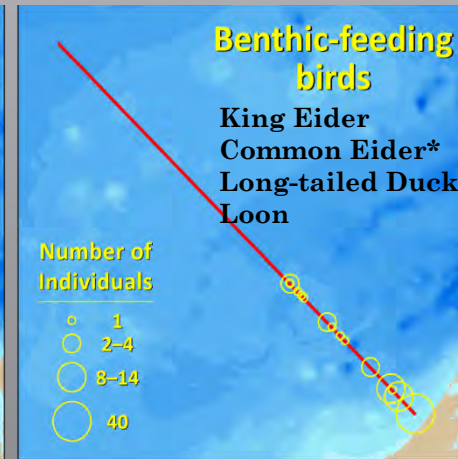 Benthic-feeding
birds
King Eider
Common Eider*
Long-tailed Duck
Loon
Number of
Individuals
1
2–4
8–14
40